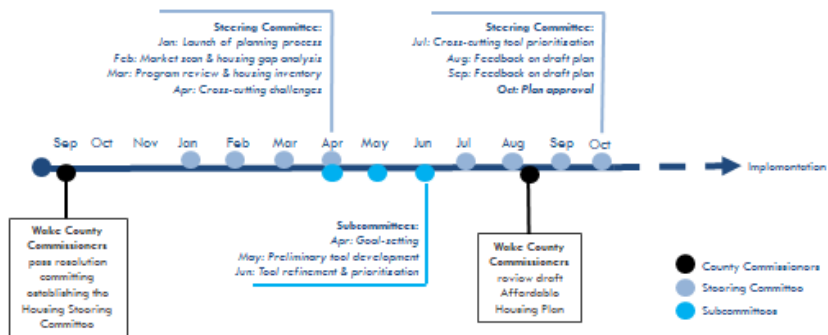 Steering Committee:
Jan: Launch of planning process
Feb: Market scan & housing gap analysis
Mar: Program review & housing inventory
Apr: Cross-cutting challenges
Steering Committee:
Jul: Cross-cutting tool prioritization
Aug: Feedback on draft plan
Sep: Feedback on draft plan
Oct: Plan approval
Sep Oct Nov Jan Feb Mar Apr May Jun Jul Aug Sep Oct
Implementation
Wake County
Commissioners
pass resolution
committing
establishing the
Housing Steering
Committee
Subcommittees:
Apr: Goal-setting
May: Preliminary tool development
Jun: Tool refinement & prioritization
Wake County
Commissioners
review draft
Affordable
Housing Plan
County Commissioners
Steering Committee
Subcommittees